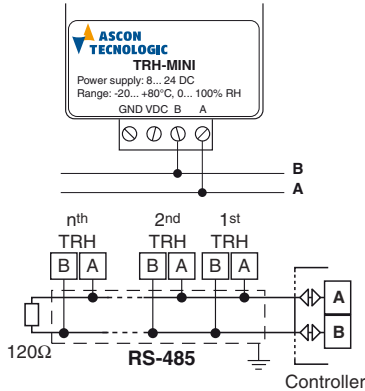 ASCON
TECNOLOGIC
TRH-MINI
Power supply: 8... 24 DC
Range: -20... +80°C, 0... 100% RH
GND VDC B A
B
A
nth 2nd 1st
TRH TRH TRH
B A B A B A
A
B
120Ω
RS-485
Controller